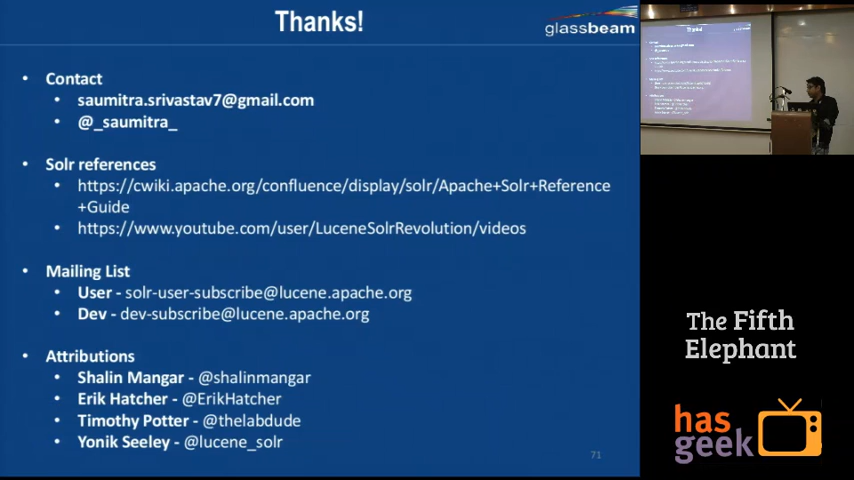 Thanks!
glassbeam
• Contact
• saumitra.srivastav7@gmail.com
• @_saumitra_
• Solr references
• https://cwiki.apache.org/confluence/display/solr/Apache+Solr+Reference
+Guide
• https://www.youtube.com/user/LuceneSolrRevolution/videos
• Mailing List
• User - solr-user-subscribe@lucene.apache.org
• Dev - dev-subscribe@lucene.apache.org
• Attributions
• Shalin Mangar - @shalinmangar
• Erik Hatcher - @ErikHatcher
• Timothy Potter - @thelabdude
• Yonik Seeley - @lucene_solr
71
The Fifth
Elephant
has
geek